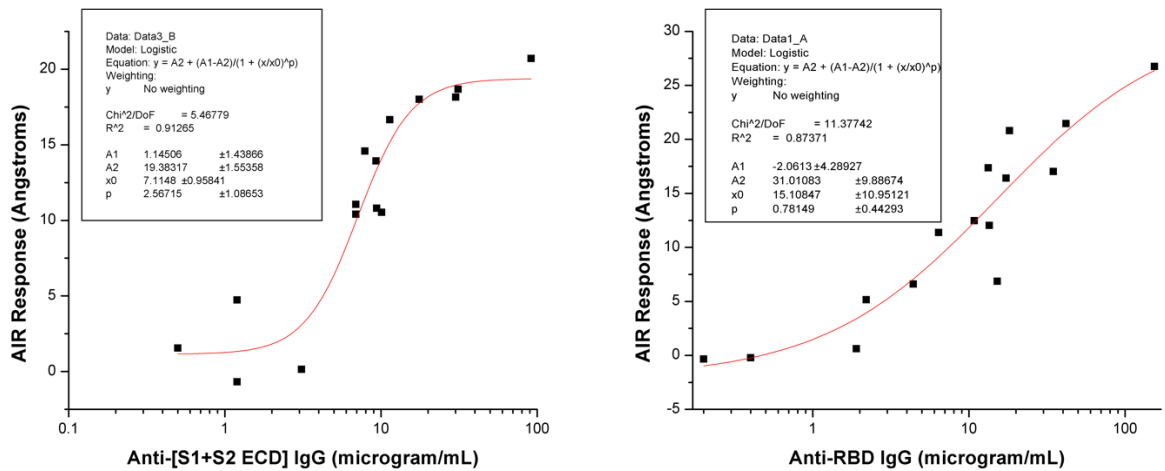 Data: Data3_B
Model: Logistic
Equation: y = A2 + (A1-A2)/(1 + (x/x0)^p)
Weighting:
y No weighting
Chi^2/DoF = 5.46779
R^2 = 0.91265
A1 1.14506 ±1.43866
A2 19.38317 ±1.55358
x0 7.1148 ±0.95841
p 2.56715 ±1.08653
AIR Response (Angstroms)
20
15
10
5
0
0.1
1
10
100
Anti-[S1+S2 ECD] IgG (microgram/mL)
Data: Data1_A
Model: Logistic
Equation: y = A2 + (A1-A2)/(1 + (x/x0)^p)
Weighting:
y No weighting
Chi^2/DoF = 11.37742
R^2 = 0.87371
A1 -2.0613 ±4.28927
A2 31.01083 ±9.88674
x0 15.10847 ±10.95121
p 0.78149 ±0.44293
AIR Response (Angstroms)
30
25
20
15
10
5
0
-5
1
10
100
Anti-RBD IgG (microgram/mL)